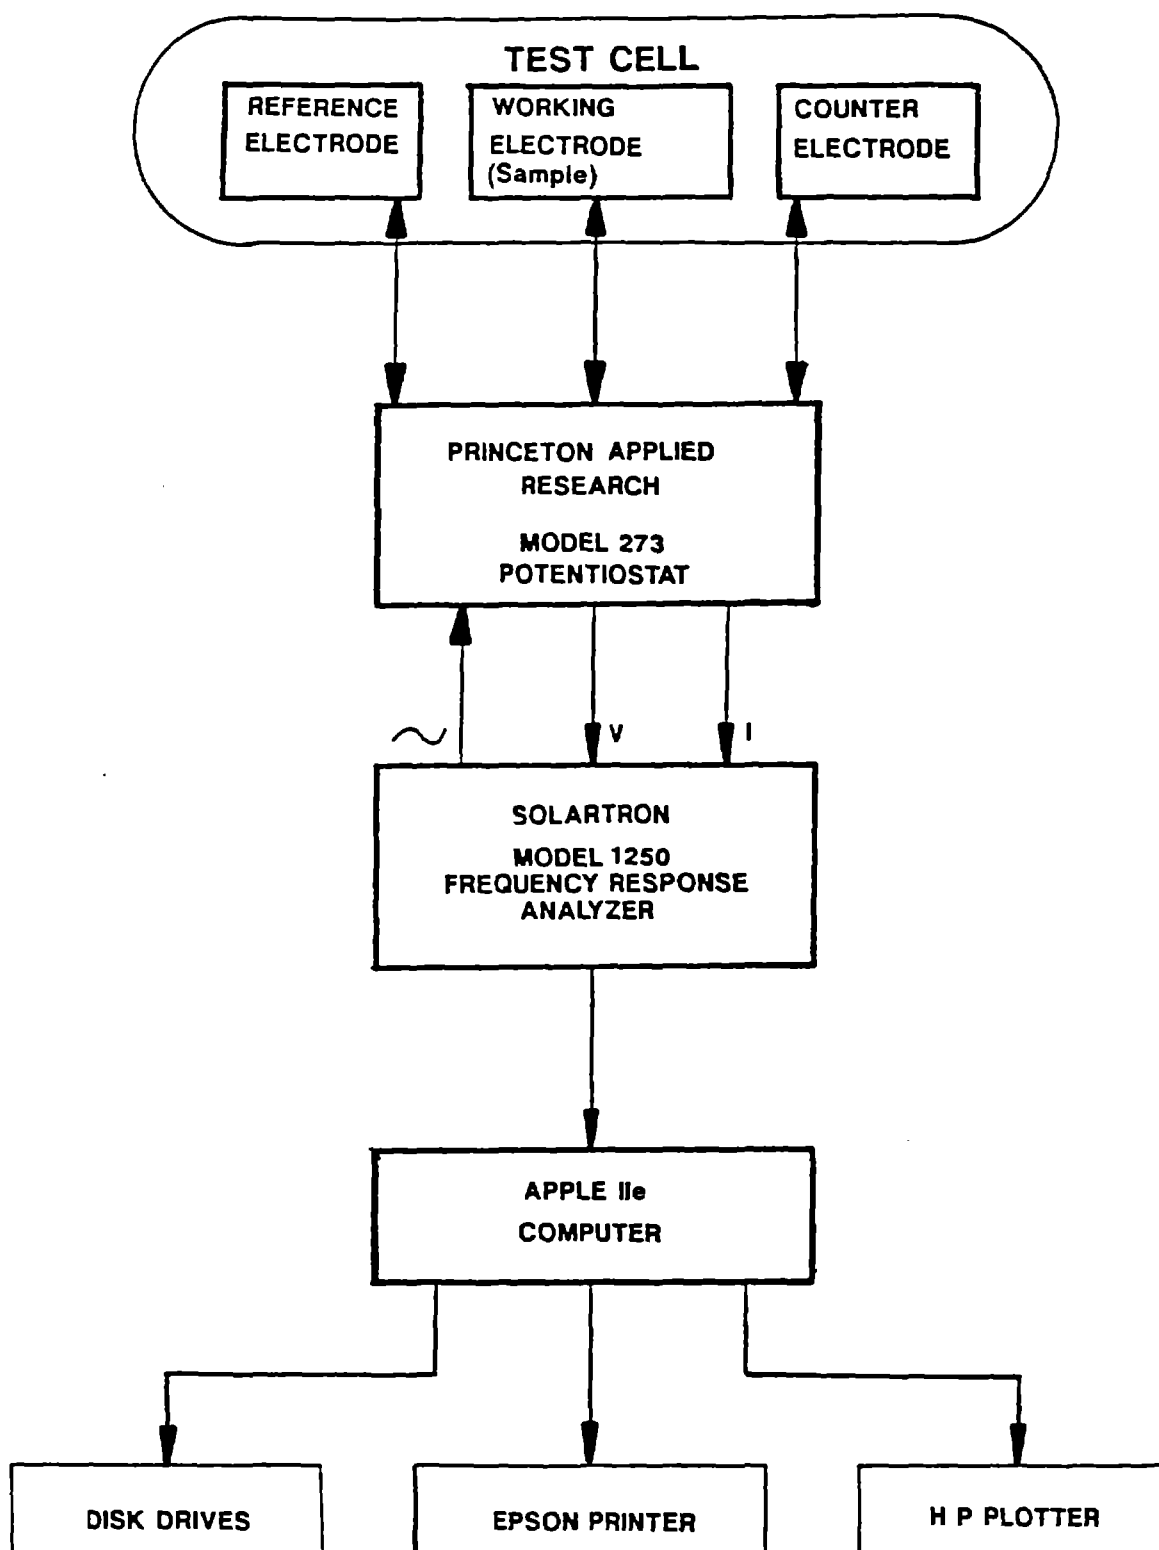 TEST CELL
REFERENCE
ELECTRODE
WORKING
ELECTRODE
(Sample)
COUNTER
ELECTRODE
PRINCETON APPLIED
RESEARCH
MODEL 273
POTENTIOSTAT
V
I
SOLARTRON
MODEL 1250
FREQUENCY RESPONSE
ANALYZER
APPLE IIe
COMPUTER
DISK DRIVES
EPSON PRINTER
H P PLOTTER